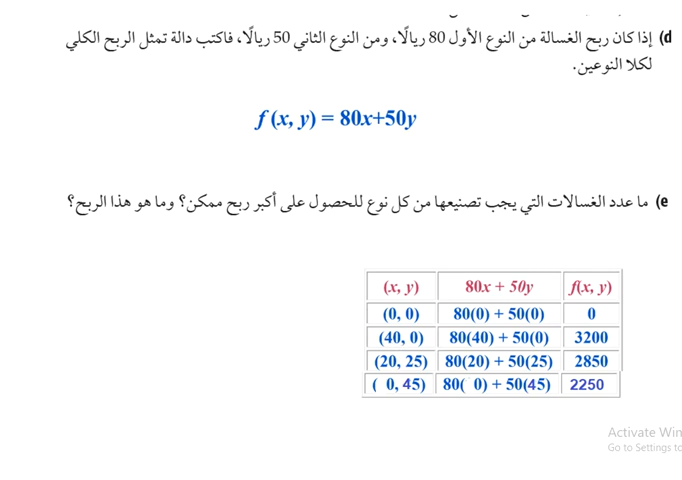 d) إذا كان ربح الغسالة من النوع الأول 80 ريالًا، ومن النوع الثاني 50 ريالًا، فاكتب دالة تمثل الربح الكلي
لكلا النوعين.
f (x, y) = 80x+50y
e) ما عدد الغسالات التي يجب تصنيعها من كل نوع للحصول على أكبر ربح ممكن؟ وما هو هذا الربح؟
(x, y) 80x + 50y f(x, y)
(0, 0) 80(0) + 50(0) 0
(40, 0) 80(40) + 50(0) 3200
(20, 25) 80(20) + 50(25) 2850
( 0, 45) 80( 0) + 50(45) 2250
Activate Win
Go to Settings tc